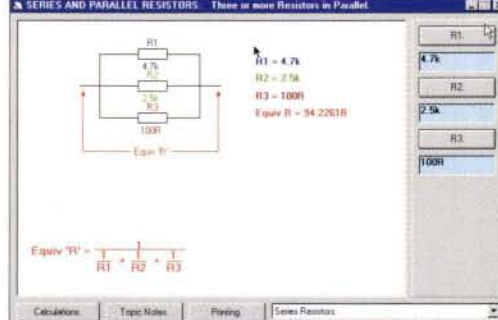 SERIES AND PARALLEL RESISTORS. Three or more Resistors in Parallel.
R1
4.7k
R2
2.5k
R3
100R
Equiv 'R'
R1 = 4.7k
R2 = 2.5k
R3 = 100R
Equiv R = 94.2261R
Equiv "R" = 1
1 + 1 + 1
R1 R2 R3
R1
4.7k
R2
2.5k
R3
100R
Calculations. Topic Notes. Printing. Series Resistors.